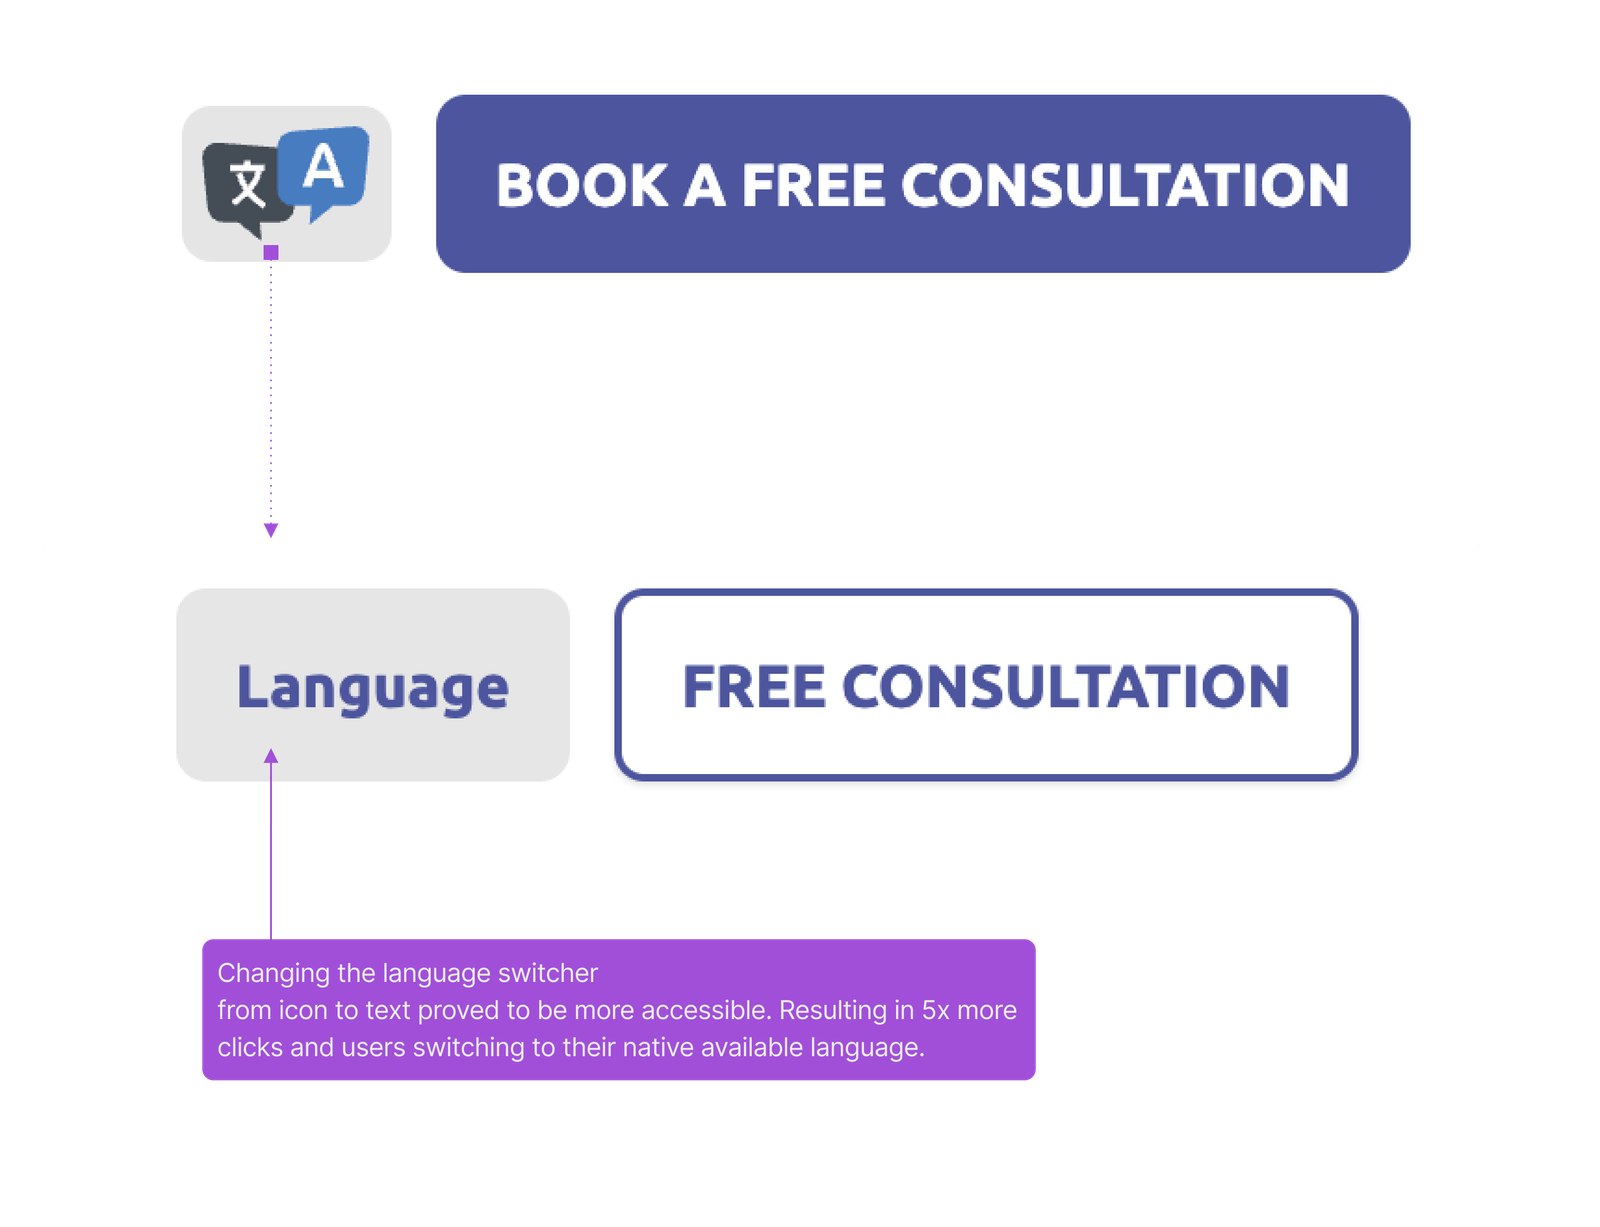 文 A
BOOK A FREE CONSULTATION
Language
FREE CONSULTATION
Changing the language switcher
from icon to text proved to be more accessible. Resulting in 5x more
clicks and users switching to their native available language.